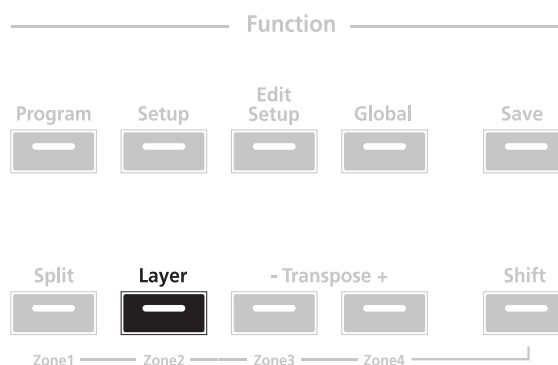 Function
Program Setup Edit Setup Global Save
Split Layer - Transpose + Shift
Zone1 Zone2 Zone3 Zone4